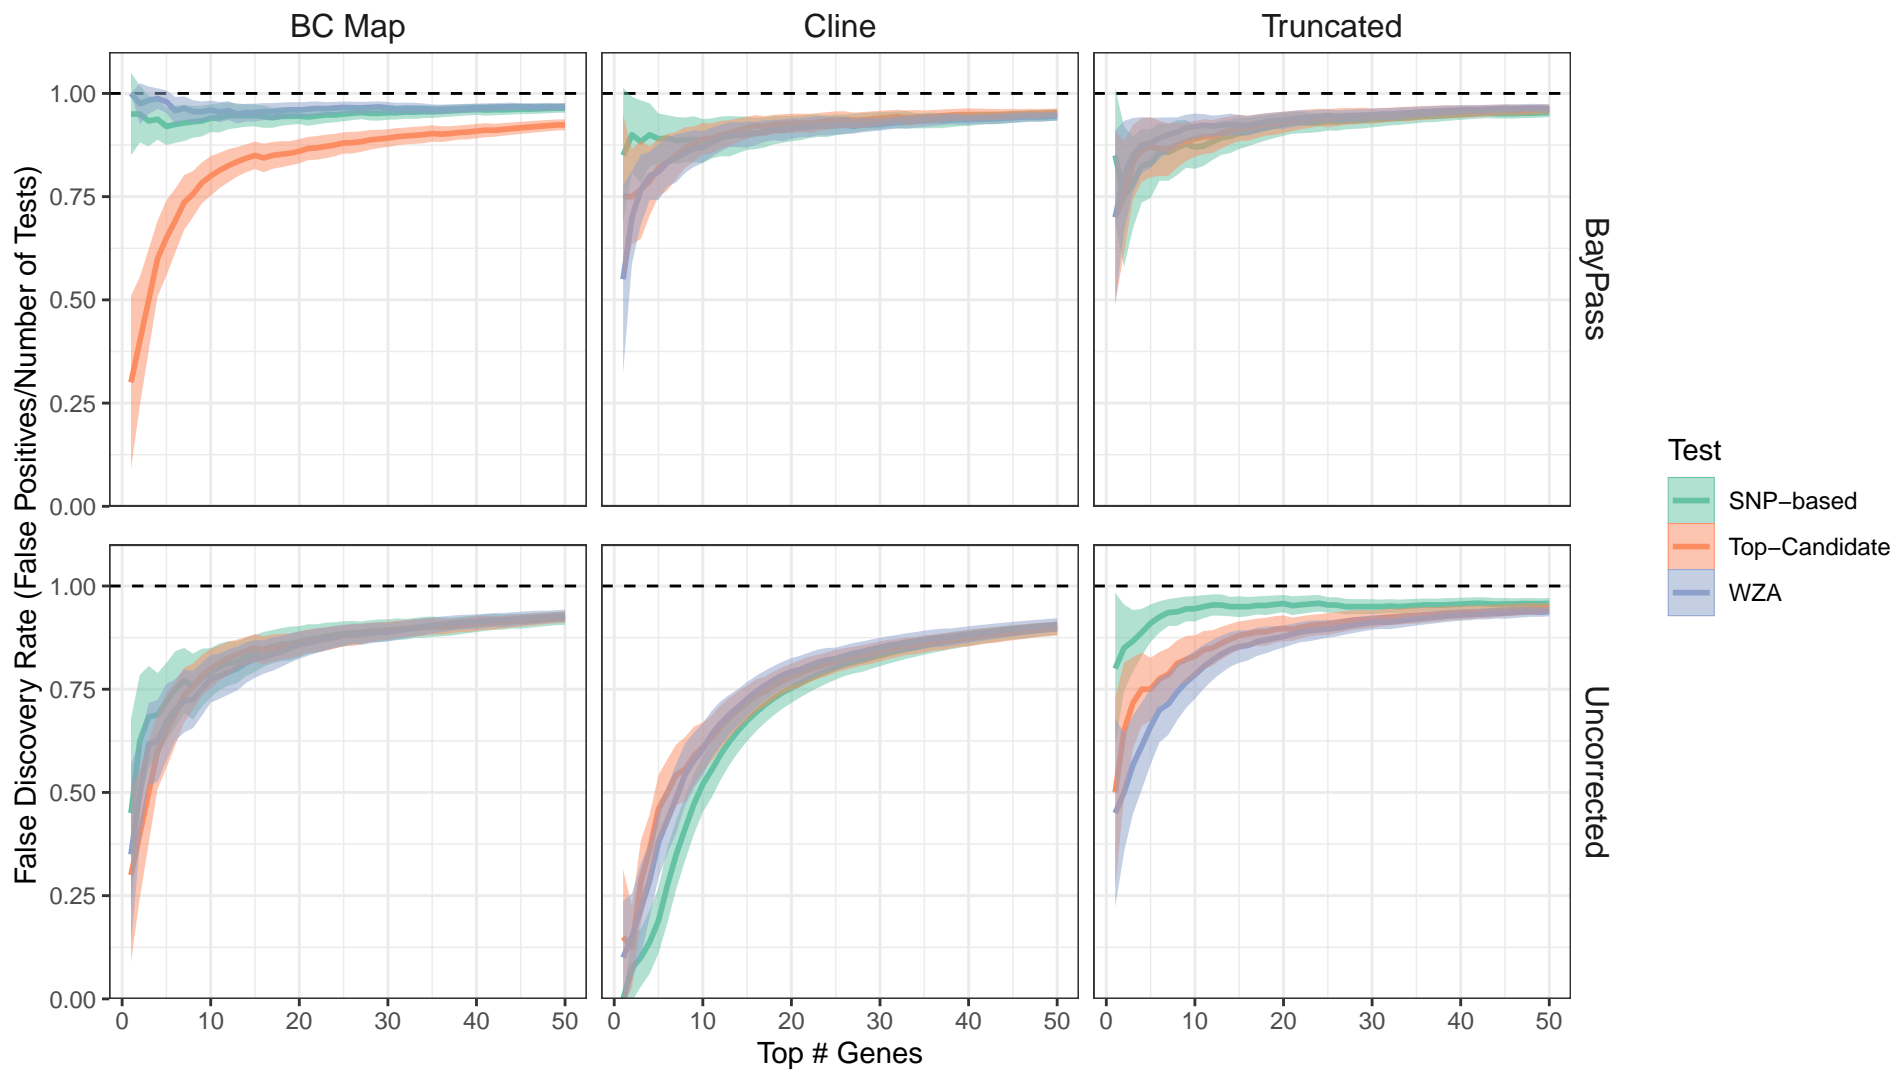 BC Map
Cline
Truncated
False Discovery Rate (False Positives/Number of Tests)
1.00
0.75
0.50
0.25
0.00
BayPass
1.00
0.75
0.50
0.25
0.00
Uncorrected
0 10 20 30 40 50
0 10 20 30 40 50
0 10 20 30 40 50
Top # Genes
Test
SNP−based
Top−Candidate
WZA